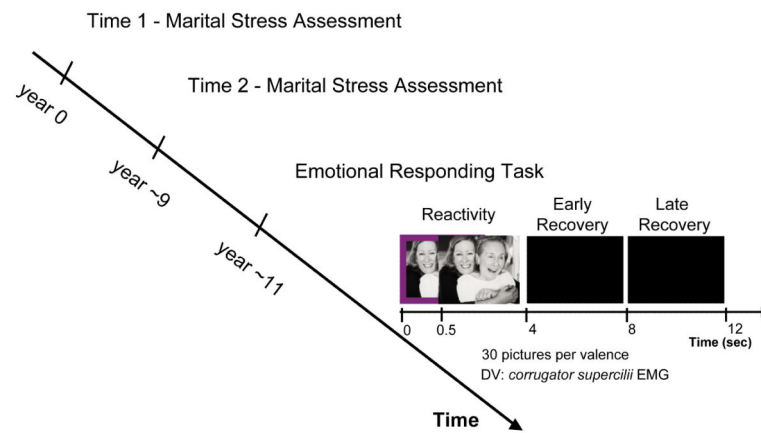 Time 1 - Marital Stress Assessment
year 0
Time 2 - Marital Stress Assessment
year ~9
Emotional Responding Task
year ~11
Reactivity
Early
Recovery
Late
Recovery
0
0.5
4
8
12
Time (sec)
30 pictures per valence
DV: corrugator supercilii EMG
Time